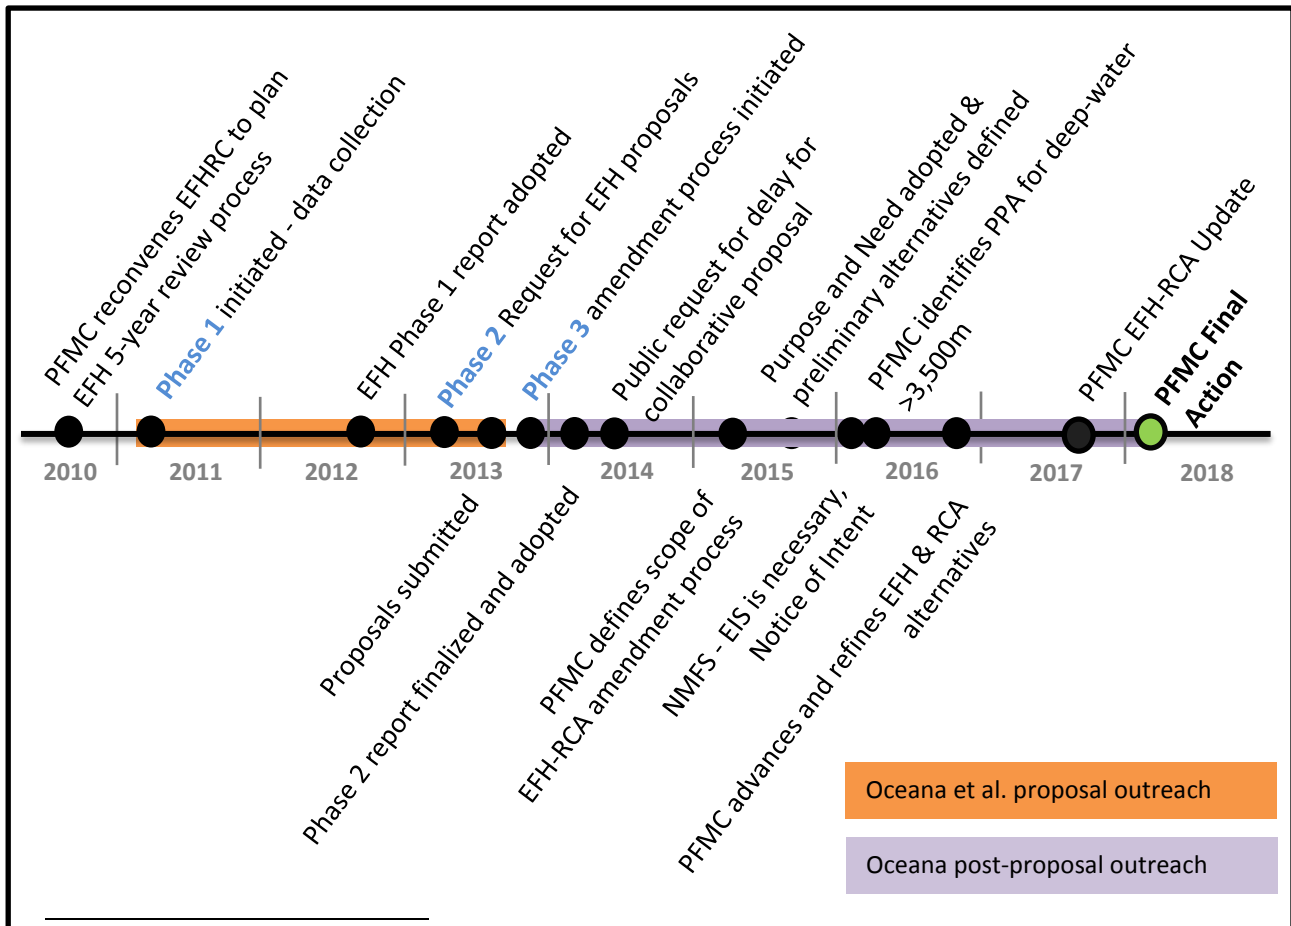 PFMC reconvenes EFHRC to plan
EFH 5-year review process
Phase 1 initiated - data collection
EFH Phase 1 report adopted
Phase 2 Request for EFH proposals
Phase 3 amendment process initiated
Public request for delay for
collaborative proposal
Purpose and Need adopted &
preliminary alternatives defined
PFMC identifies PPA for deep-water
>3,500m
PFMC EFH-RCA Update
PFMC Final
Action
2010
2011
2012
2013
2014
2015
2016
2017
2018
Proposals submitted
Phase 2 report finalized and adopted
PFMC defines scope of
EFH-RCA amendment process
NMFS - EIS is necessary,
Notice of Intent
PFMC advances and refines EFH & RCA
alternatives
Oceana et al. proposal outreach
Oceana post-proposal outreach